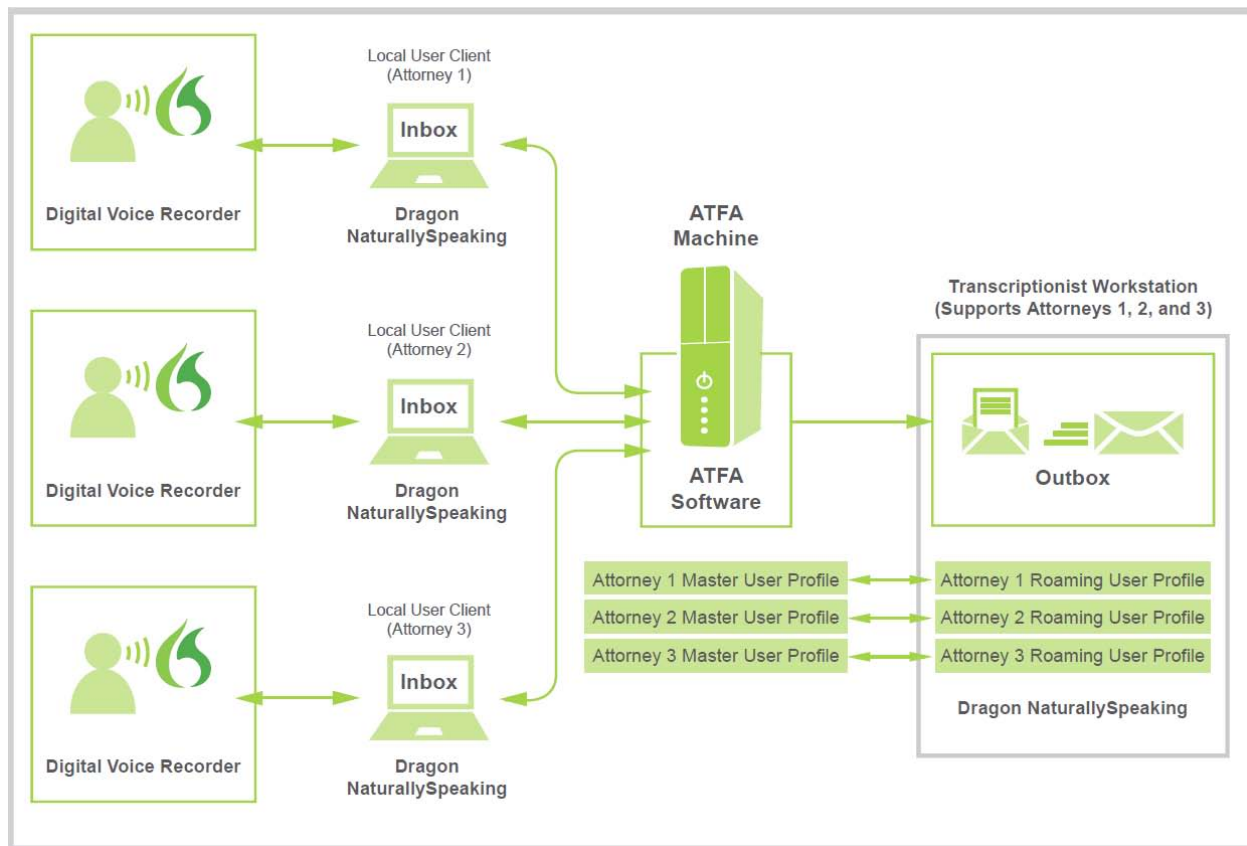 Local User Client
(Attorney 1)
Inbox
Digital Voice Recorder
Dragon
NaturallySpeaking
Local User Client
(Attorney 2)
Inbox
Digital Voice Recorder
Dragon
NaturallySpeaking
Local User Client
(Attorney 3)
Inbox
Digital Voice Recorder
Dragon
NaturallySpeaking
ATFA
Machine
ATFA
Software
Attorney 1 Master User Profile
Attorney 2 Master User Profile
Attorney 3 Master User Profile
Transcriptionist Workstation
(Supports Attorneys 1, 2, and 3)
Outbox
Attorney 1 Roaming User Profile
Attorney 2 Roaming User Profile
Attorney 3 Roaming User Profile
Dragon NaturallySpeaking